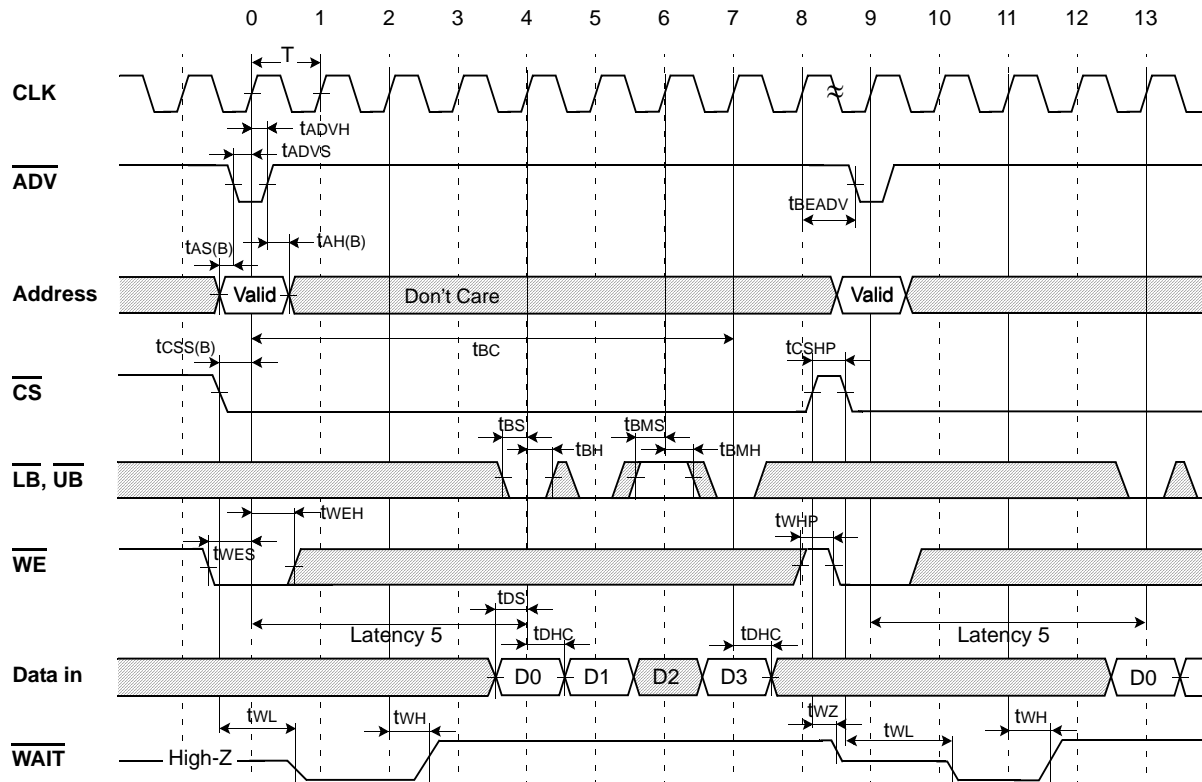 0 1 2 3 4 5 6 7 8 9 10 11 12 13
T
CLK
tADVH
tADVS
ADV
tBEADV
tAS(B) tAH(B)
Address Valid Don't Care Valid
tCSS(B) tBC tCSHP
CS
tBS tBMS
tBH tBMH
LB, UB
tWEH tWHP
tWES
WE
tDS
Latency 5 tDHC tDHC Latency 5
Data in D0 D1 D2 D3 D0
tWL tWH tWZ tWL tWH
WAIT High-Z